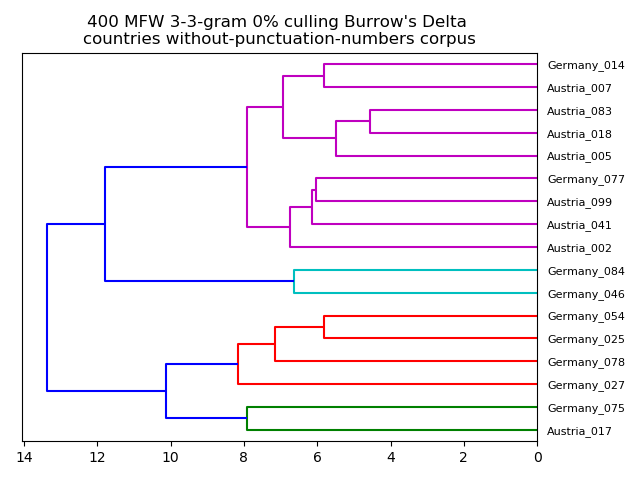 400 MFW 3-3-gram 0% culling Burrow's Delta
countries without-punctuation-numbers corpus
Germany_014
Austria_007
Austria_083
Austria_018
Austria_005
Germany_077
Austria_099
Austria_041
Austria_002
Germany_084
Germany_046
Germany_054
Germany_025
Germany_078
Germany_027
Germany_075
Austria_017
14 12 10 8 6 4 2 0